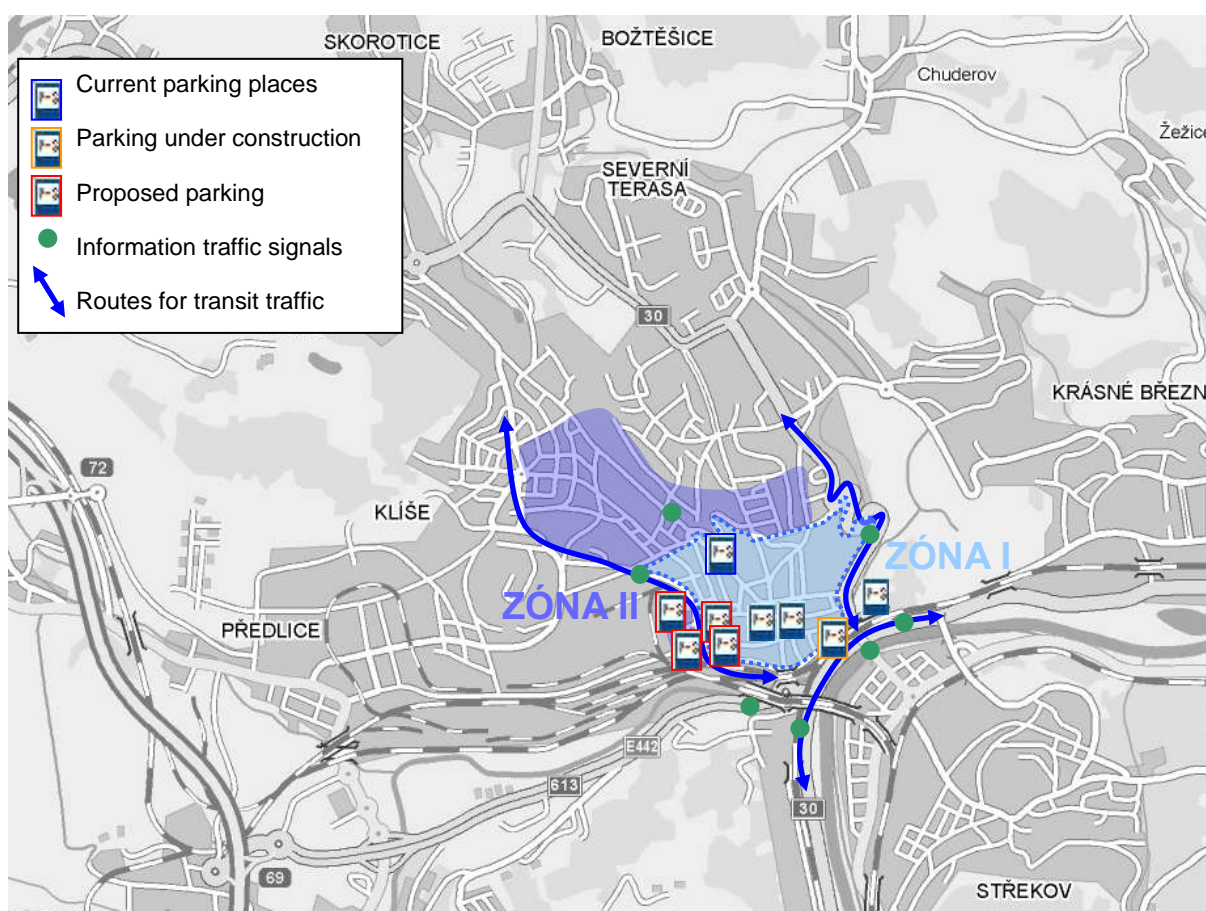 SKOROTICE
BOŽTĚŠICE
Chuderov
Žežice
Current parking places
Parking under construction
Proposed parking
Information traffic signals
Routes for transit traffic
SEVERNÍ
TERASA
30
KRÁSNÉ BŘEZN
72
KLÍŠE
ZÓNA I
ZÓNA II
PŘEDLICE
E442
613
30
69
STŘEKOV